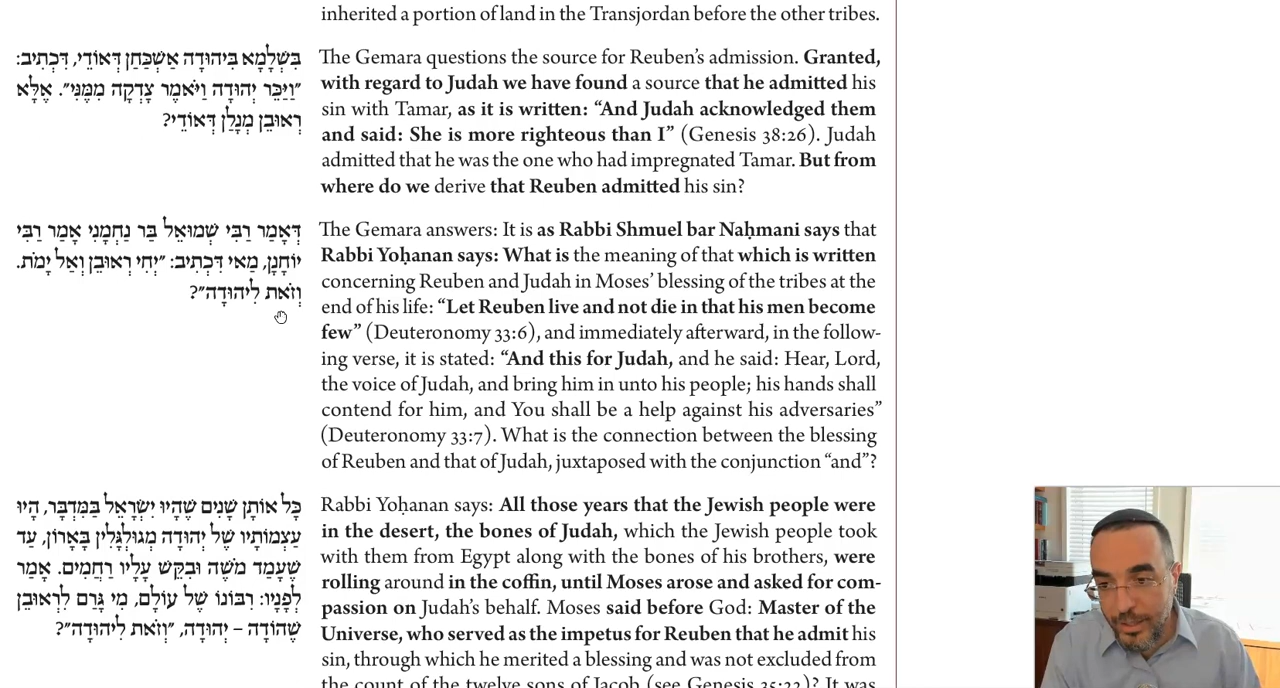 inherited a portion of land in the Transjordan before the other tribes.
בִּשְׁלָמָא בִּיהוּדָה אַשְׁכְּחַן דְּאוֹדִי, דִּכְתִיב:
״וַיַּכֵּר יְהוּדָה וַיֹּאמֶר צָדְקָה מִמֶּנִּי״. אֶלָּא
רְאוּבֵן מְנָלַן דְּאוֹדִי?
The Gemara questions the source for Reuben’s admission. Granted,
with regard to Judah we have found a source that he admitted his
sin with Tamar, as it is written: “And Judah acknowledged them
and said: She is more righteous than I” (Genesis 38:26). Judah
admitted that he was the one who had impregnated Tamar. But from
where do we derive that Reuben admitted his sin?
דְּאָמַר רַבִּי שְׁמוּאֵל בַּר נַחְמָנִי אָמַר רַבִּי
יוֹחָנָן, מַאי דִּכְתִיב: ״יְחִי רְאוּבֵן וְאַל יָמֹת.
וְזֹאת לִיהוּדָה״?
The Gemara answers: It is as Rabbi Shmuel bar Naḥmani says that
Rabbi Yoḥanan says: What is the meaning of that which is written
concerning Reuben and Judah in Moses’ blessing of the tribes at the
end of his life: “Let Reuben live and not die in that his men become
few” (Deuteronomy 33:6), and immediately afterward, in the follow-
ing verse, it is stated: “And this for Judah, and he said: Hear, Lord,
the voice of Judah, and bring him in unto his people; his hands shall
contend for him, and You shall be a help against his adversaries”
(Deuteronomy 33:7). What is the connection between the blessing
of Reuben and that of Judah, juxtaposed with the conjunction “and”?
כׇּל אוֹתָן שָׁנִים שֶׁהָיוּ יִשְׂרָאֵל בַּמִּדְבָּר, הָיוּ
עַצְמוֹתָיו שֶׁל יְהוּדָה מְגוּלְגָּלִין בָּאָרוֹן, עַד
שֶׁעָמַד מֹשֶׁה וּבִקֵּשׁ עָלָיו רַחֲמִים. אָמַר
לְפָנָיו: רִבּוֹנוֹ שֶׁל עוֹלָם, מִי גָּרַם לִרְאוּבֵן
שֶׁהוֹדָה – יְהוּדָה, ״וְזֹאת לִיהוּדָה״?
Rabbi Yoḥanan says: All those years that the Jewish people were
in the desert, the bones of Judah, which the Jewish people took
with them from Egypt along with the bones of his brothers, were
rolling around in the coffin, until Moses arose and asked for com-
passion on Judah’s behalf. Moses said before God: Master of the
Universe, who served as the impetus for Reuben that he admit his
sin, through which he merited a blessing and was not excluded from
the count of the twelve sons of Jacob (see Genesis 35:22)? It was